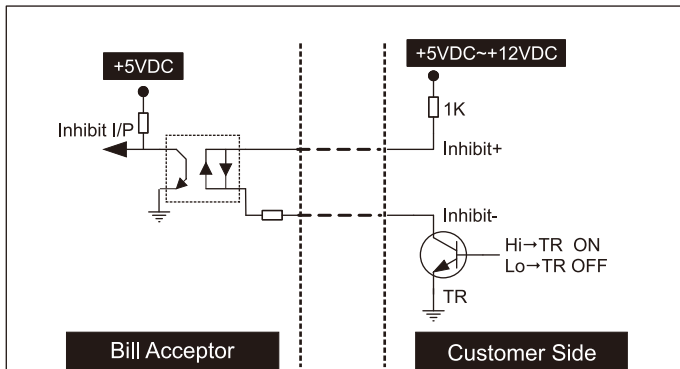 +5VDC
+5VDC~+12VDC
1K
Inhibit I/P
Inhibit+
Inhibit-
Hi→TR ON
Lo→TR OFF
TR
Bill Acceptor
Customer Side